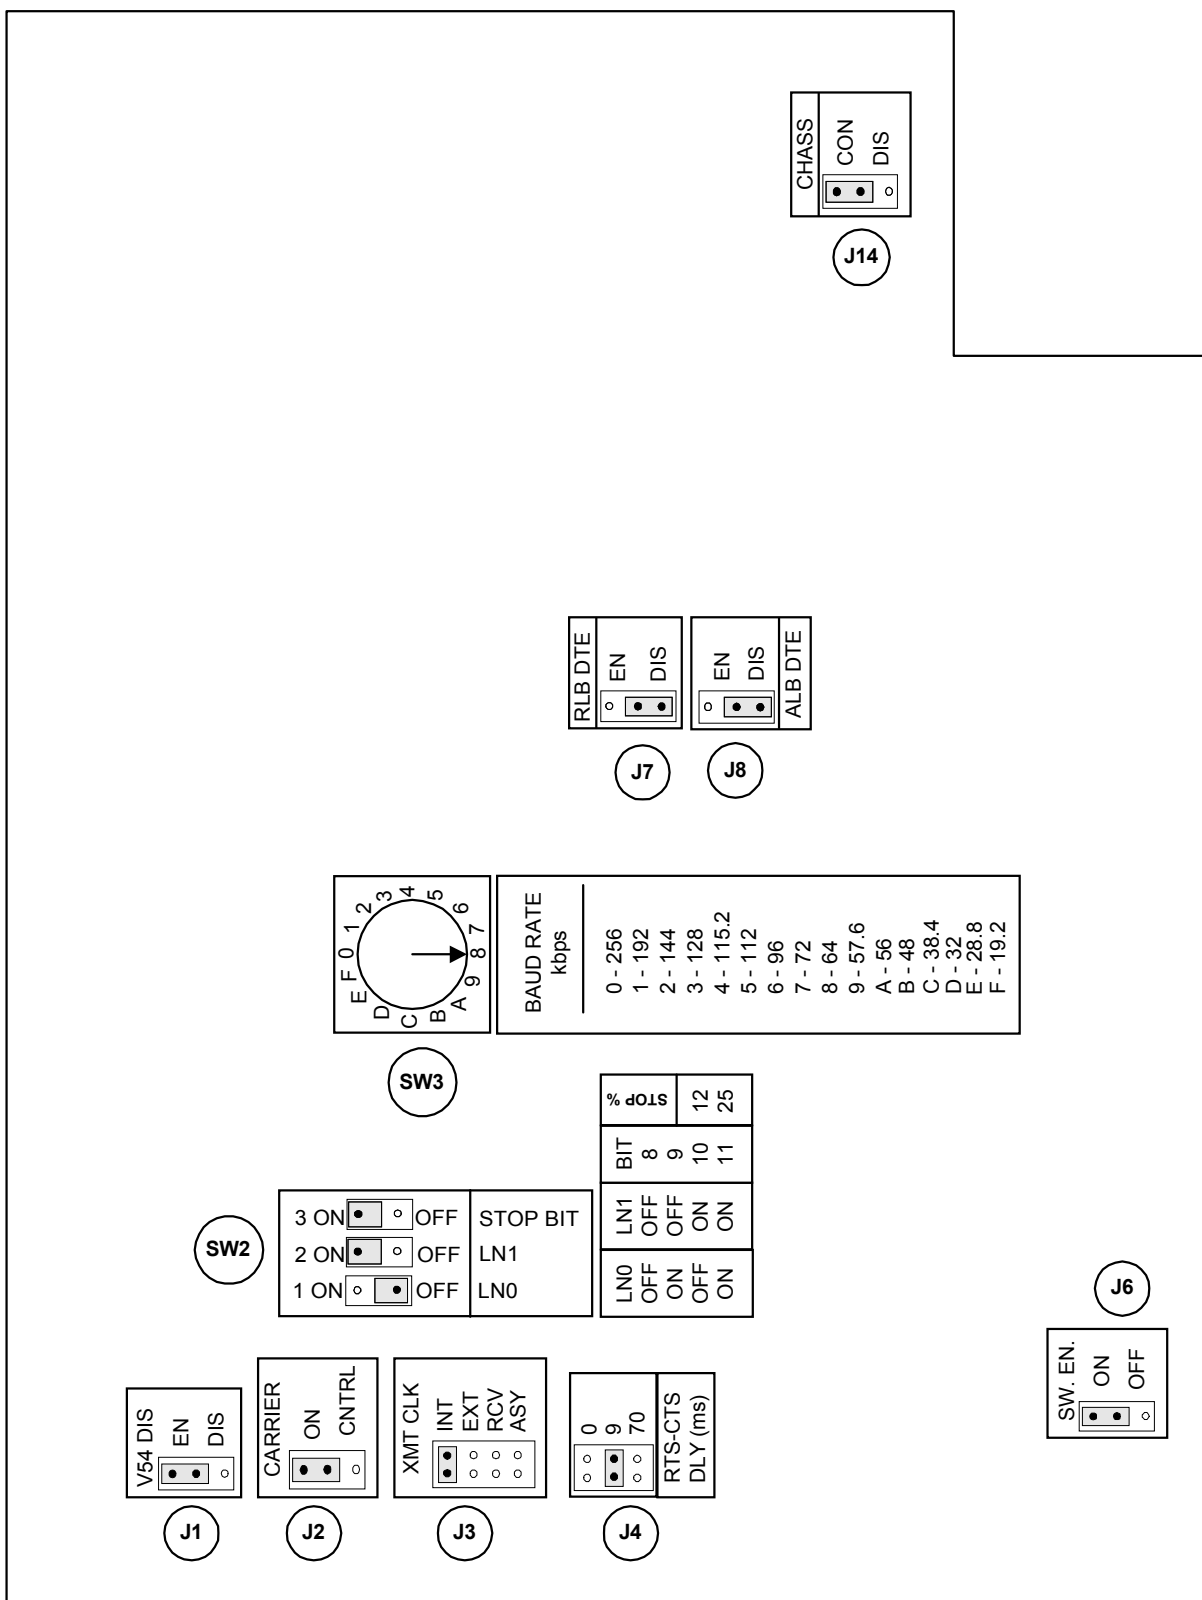 CHASS
CON
DIS
J14
RLB DTE
EN
DIS
J7
EN
DIS
ALB DTE
J8
0
1
2
3
4
5
6
7
8
9
A
B
C
D
E
F
SW3
BAUD RATE
kbps
0 - 256
1 - 192
2 - 144
3 - 128
4 - 115.2
5 - 112
6 - 96
7 - 72
8 - 64
9 - 57.6
A - 56
B - 48
C - 38.4
D - 32
E - 28.8
F - 19.2
SW2
3 ON OFF STOP BIT
2 ON OFF LN1
1 ON OFF LN0
LN0 LN1 BIT STOP %
OFF OFF 8
ON OFF 9
OFF ON 10 12
ON ON 11 25
V54 DIS
EN
DIS
J1
CARRIER
ON
CNTRL
J2
XMT CLK
INT
EXT
RCV
ASY
J3
0
9
70
RTS-CTS
DLY (ms)
J4
J6
SW. EN.
ON
OFF